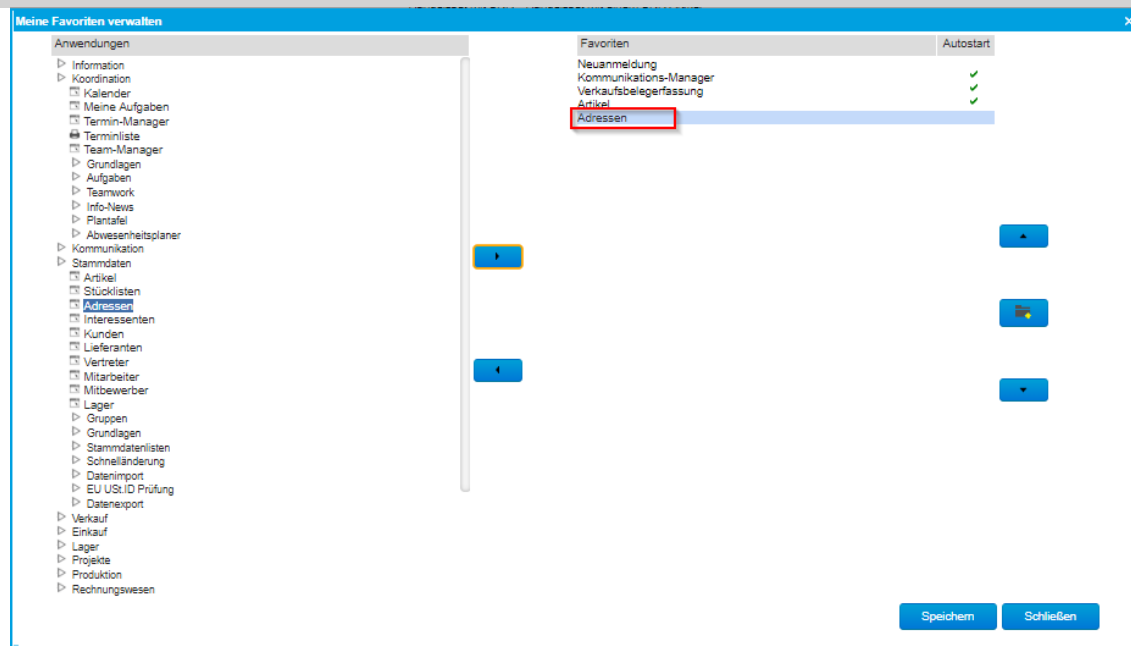 Meine Favoriten verwalten
Anwendungen
Information
Koordination
Kalender
Meine Aufgaben
Termin-Manager
Terminliste
Team-Manager
Grundlagen
Aufgaben
Teamwork
Info-News
Plantafel
Abwesenheitsplaner
Kommunikation
Stammdaten
Artikel
Stücklisten
Adressen
Interessenten
Kunden
Lieferanten
Vertreter
Mitarbeiter
Mitbewerber
Lager
Gruppen
Grundlagen
Stammdatenlisten
Schnelländerung
Datenimport
EU USt.ID Prüfung
Datenexport
Verkauf
Einkauf
Lager
Projekte
Produktion
Rechnungswesen
Favoriten Autostart
Neuanmeldung
Kommunikations-Manager
Verkaufsbelegerfassung
Artikel
Adressen
Speichern Schließen